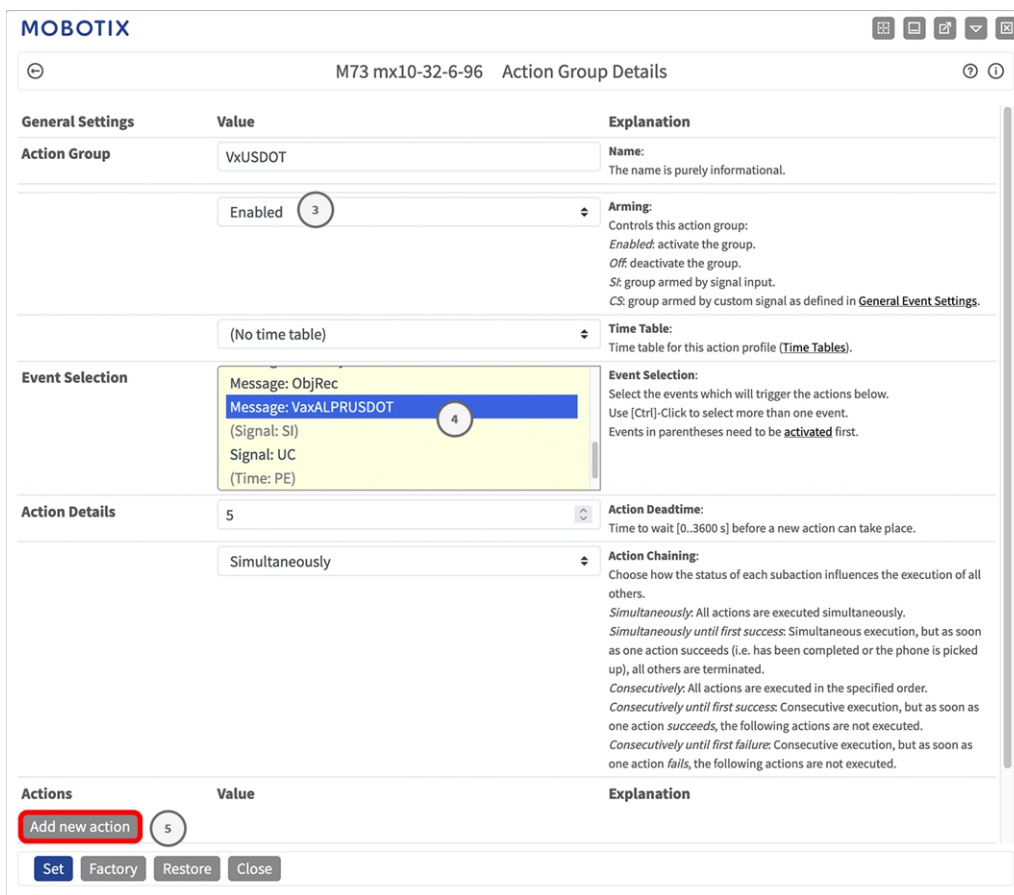 MOBOTIX
M73 mx10-32-6-96 Action Group Details
General Settings Value Explanation
Action Group VxUSDOT Name:
The name is purely informational.
Enabled 3 Arming:
Controls this action group:
Enabled: activate the group.
Off: deactivate the group.
SI: group armed by signal input.
CS: group armed by custom signal as defined in General Event Settings.
(No time table) Time Table:
Time table for this action profile (Time Tables).
Event Selection Event Selection:
Message: ObjRec Select the events which will trigger the actions below.
Message: VaxALPRUSDOT 4 Use [Ctrl]-Click to select more than one event.
(Signal: SI) Events in parentheses need to be activated first.
Signal: UC
(Time: PE)
Action Details 5 Action Deadtime:
Time to wait [0..3600 s] before a new action can take place.
Simultaneously Action Chaining:
Choose how the status of each subaction influences the execution of all
others.
Simultaneously: All actions are executed simultaneously.
Simultaneously until first success: Simultaneous execution, but as soon
as one action succeeds (i.e. has been completed or the phone is picked
up), all others are terminated.
Consecutively: All actions are executed in the specified order.
Consecutively until first success: Consecutive execution, but as soon as
one action succeeds, the following actions are not executed.
Consecutively until first failure: Consecutive execution, but as soon as
one action fails, the following actions are not executed.
Actions Value Explanation
Add new action 5
Set Factory Restore Close